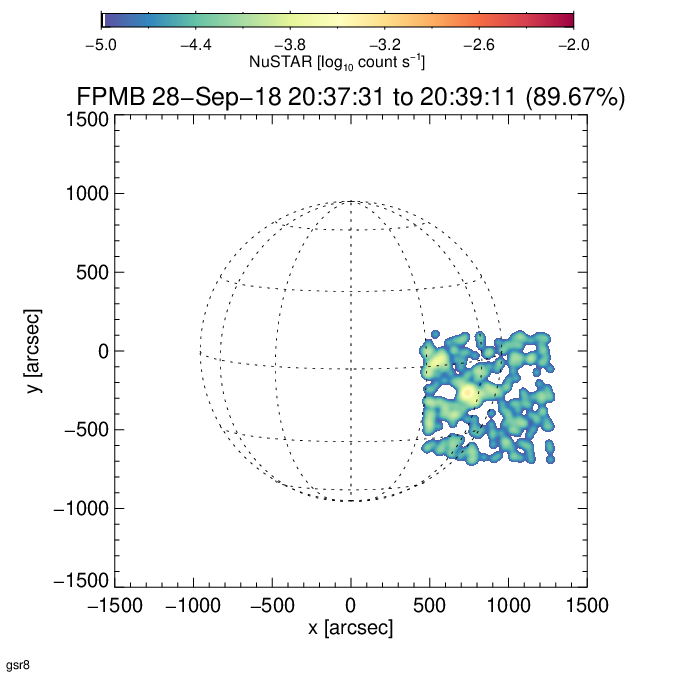 −5.0 −4.4 −3.8 −3.2 −2.6 −2.0
NuSTAR [log₁₀ count s⁻¹]
FPMB 28−Sep−18 20:37:31 to 20:39:11 (89.67%)
1500
1000
500
0
−500
−1000
−1500
y [arcsec]
−1500 −1000 −500 0 500 1000 1500
x [arcsec]
gsr8